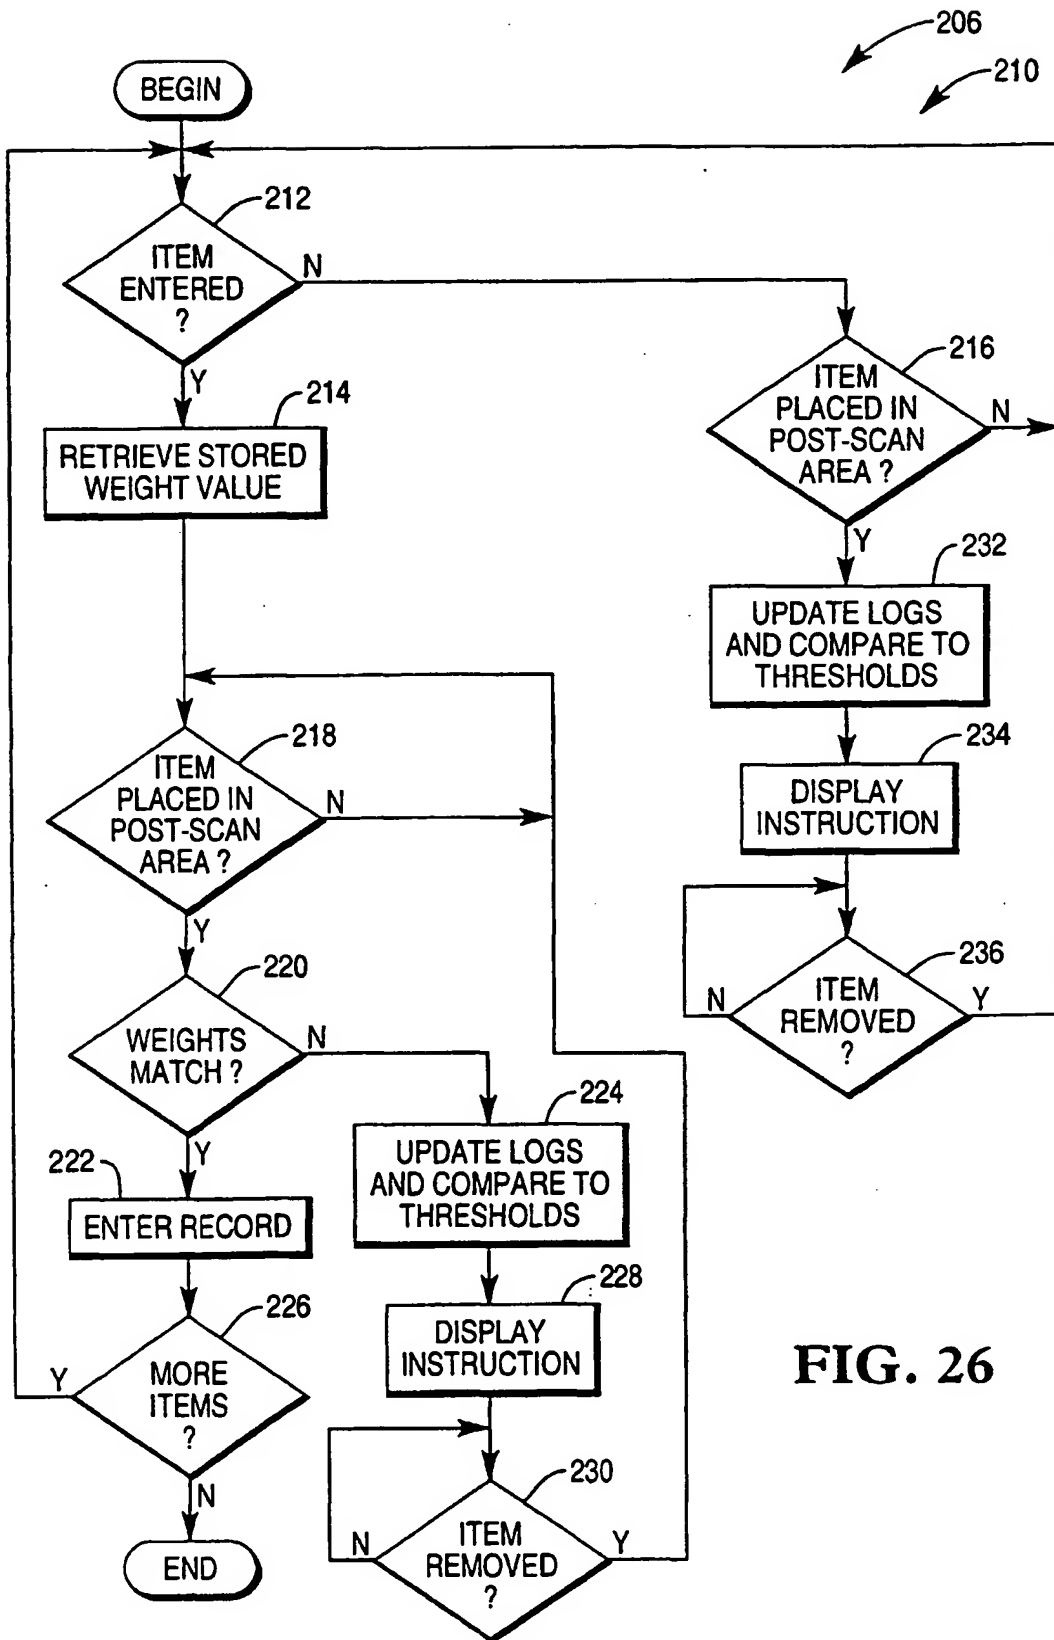 206
210
BEGIN
212
ITEM
ENTERED
?
N
Y
214
RETRIEVE STORED
WEIGHT VALUE
216
ITEM
PLACED IN
POST-SCAN
AREA ?
N
Y
232
UPDATE LOGS
AND COMPARE TO
THRESHOLDS
234
DISPLAY
INSTRUCTION
236
ITEM
REMOVED
?
N
Y
218
ITEM
PLACED IN
POST-SCAN
AREA ?
N
Y
220
WEIGHTS
MATCH ?
N
Y
222
ENTER RECORD
224
UPDATE LOGS
AND COMPARE TO
THRESHOLDS
226
MORE
ITEMS
?
Y
N
END
228
DISPLAY
INSTRUCTION
230
ITEM
REMOVED
?
N
Y
FIG. 26